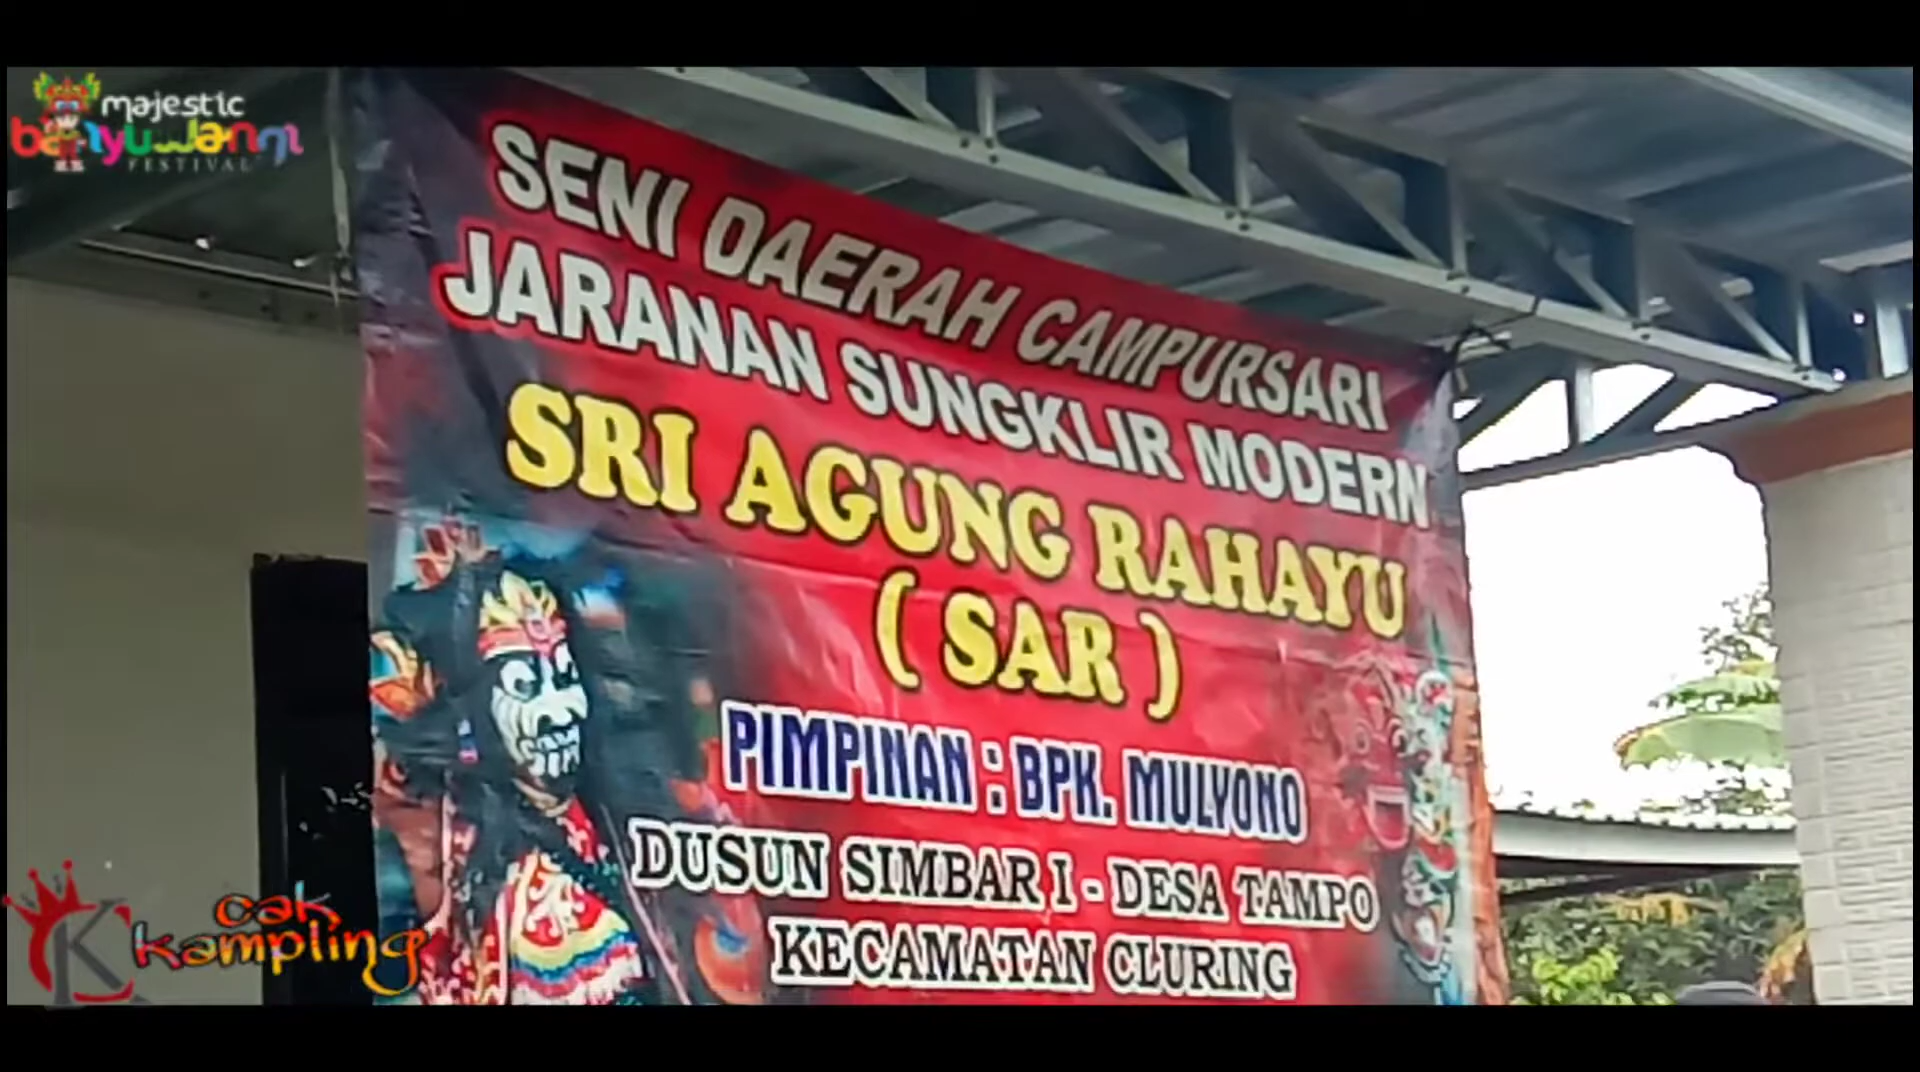 majestic
banyuwangi
FESTIVAL
SENI DAERAH CAMPURSARI
JARANAN SUNGKLIR MODERN
SRI AGUNG RAHAYU
( SAR )
PIMPINAN : BPK. MULYONO
DUSUN SIMBAR I - DESA TAMPO
KECAMATAN CLURING
K
cak
kampling